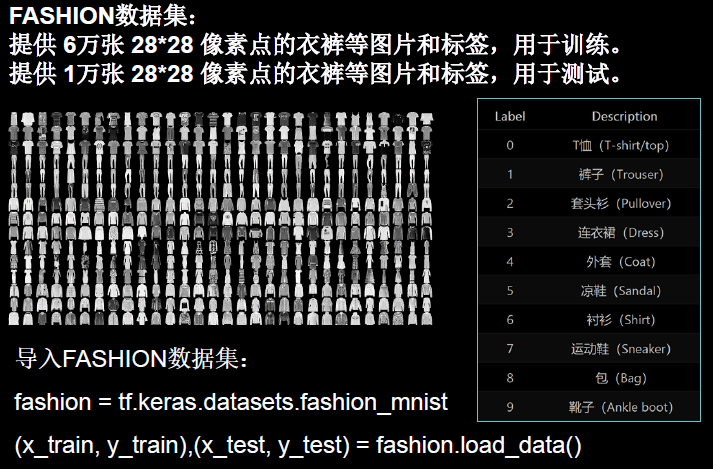 FASHION数据集：
提供 6万张 28*28 像素点的衣裤等图片和标签，用于训练。
提供 1万张 28*28 像素点的衣裤等图片和标签，用于测试。
Label Description
0 T恤（T-shirt/top）
1 裤子（Trouser）
2 套头衫（Pullover）
3 连衣裙（Dress）
4 外套（Coat）
5 凉鞋（Sandal）
6 衬衫（Shirt）
7 运动鞋（Sneaker）
8 包（Bag）
9 靴子（Ankle boot）
导入FASHION数据集：
fashion = tf.keras.datasets.fashion_mnist
(x_train, y_train),(x_test, y_test) = fashion.load_data()